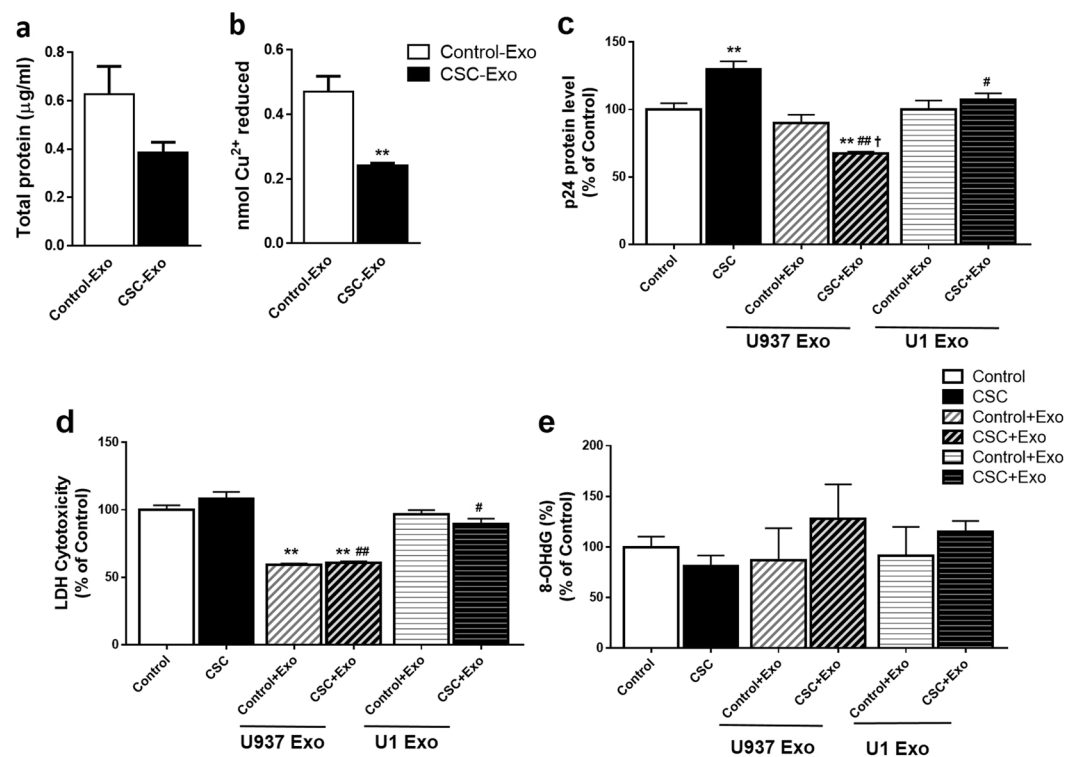 a
Total protein (µg/ml)
0.8
0.6
0.4
0.2
0.0
Control-Exo
CSC-Exo
b
nmol Cu²⁺ reduced
0.6
0.4
0.2
0.0
**
Control-Exo
CSC-Exo
Control-Exo
CSC-Exo
c
p24 protein level
(% of Control)
150
100
50
0
**
** ## †
#
Control
CSC
Control+Exo
CSC+Exo
Control+Exo
CSC+Exo
U937 Exo
U1 Exo
d
LDH Cytotoxicity
(% of Control)
150
100
50
0
**
** ##
#
Control
CSC
Control+Exo
CSC+Exo
Control+Exo
CSC+Exo
U937 Exo
U1 Exo
e
Control
CSC
Control+Exo
CSC+Exo
Control+Exo
CSC+Exo
8-OHdG (%)
(% of Control)
200
150
100
50
0
Control
CSC
Control+Exo
CSC+Exo
Control+Exo
CSC+Exo
U937 Exo
U1 Exo